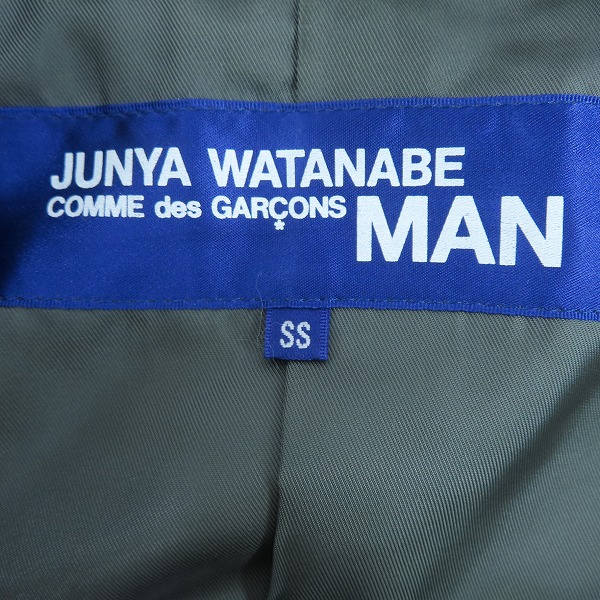 JUNYA WATANABE
COMME des GARÇONS MAN
*
SS